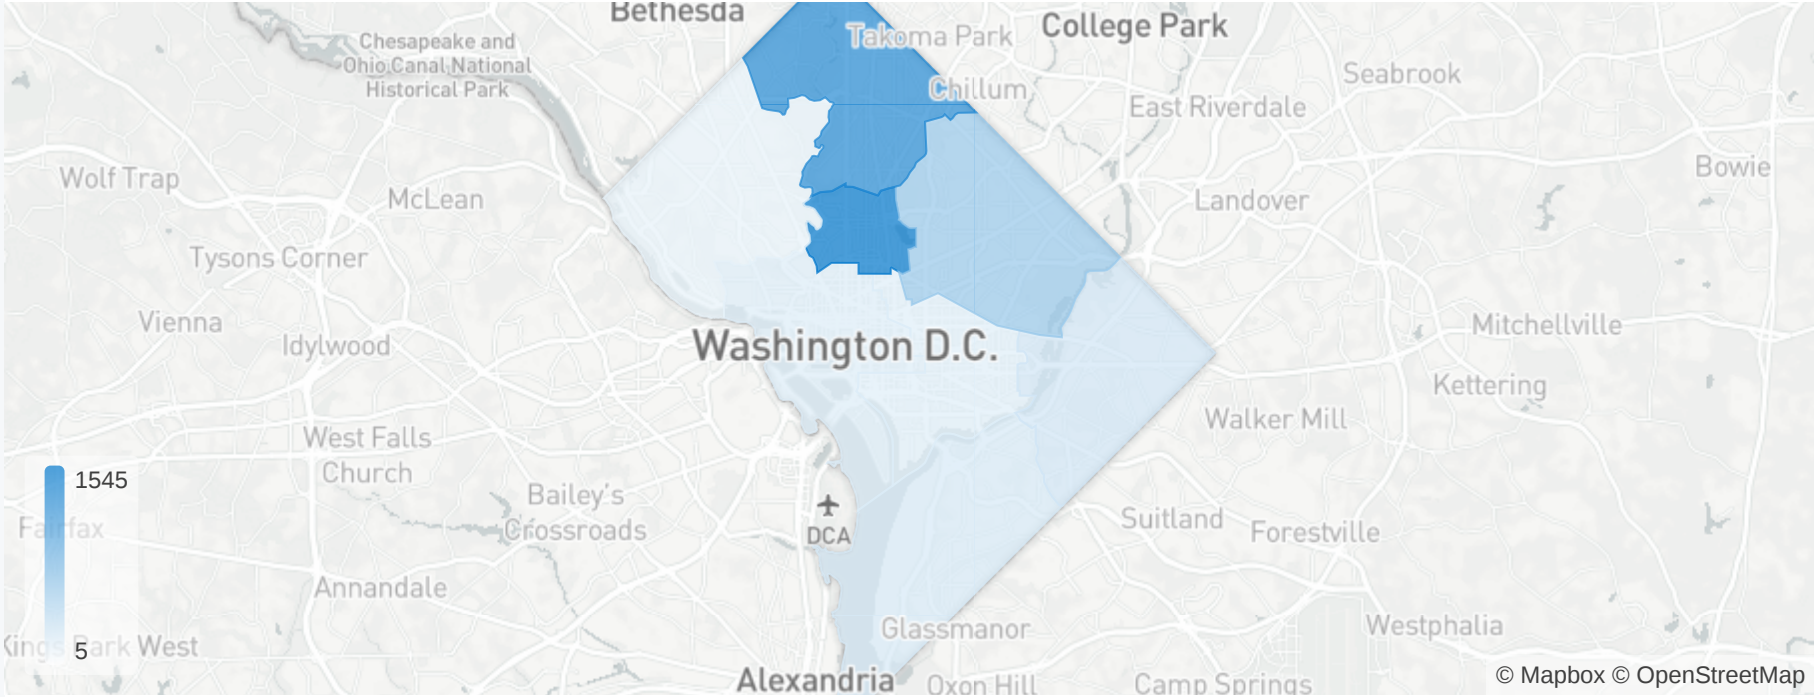 Bethesda
College Park
Takoma Park
Chesapeake and
Ohio Canal National
Historical Park
Seabrook
Chillum
East Riverdale
Bowie
Wolf Trap
McLean
Landover
Tysons Corner
Vienna
Mitchellville
Idylwood
Washington D.C.
Kettering
Walker Mill
West Falls
Church
1545
Bailey's
Crossroads
Suitland
Forestville
Fairfax
DCA
Annandale
Glassmanor
Westphalia
Kings Park West
5
Alexandria
Oxon Hill
Camp Springs
© Mapbox © OpenStreetMap